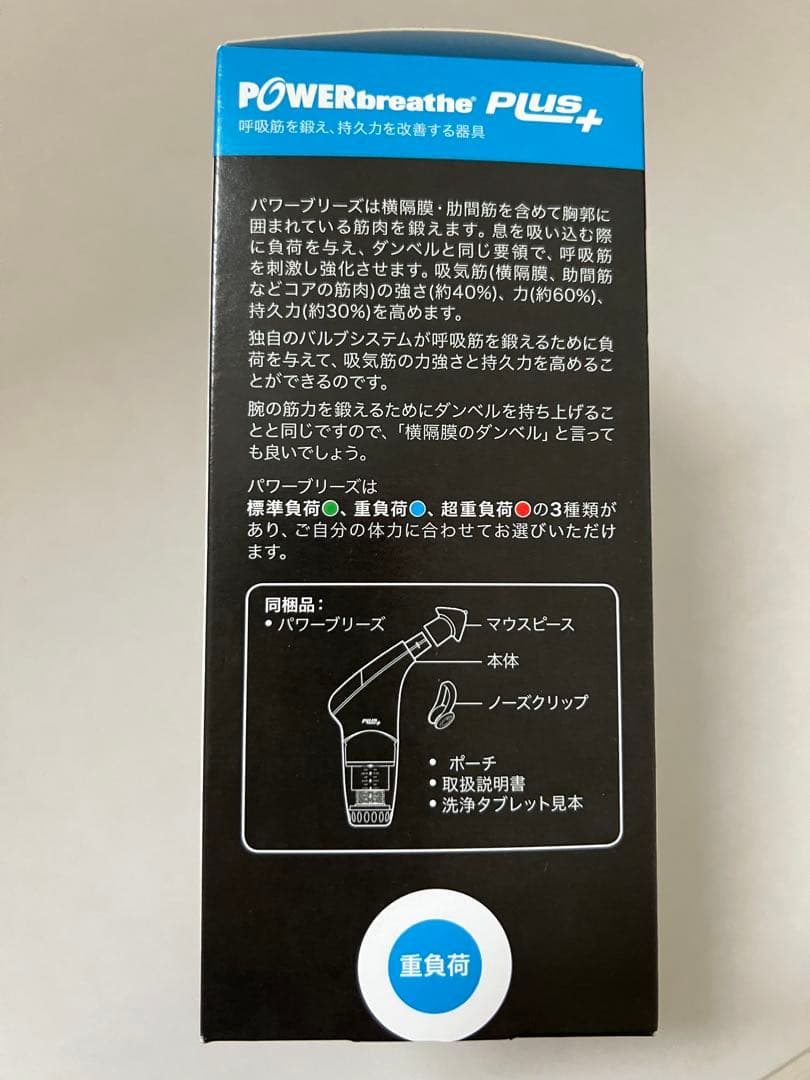 POWERbreathe® PLUS+
呼吸筋を鍛え、持久力を改善する器具
パワーブリーズは横隔膜・肋間筋を含めて胸郭に
囲まれている筋肉を鍛えます。息を吸い込む際
に負荷を与え、ダンベルと同じ要領で、呼吸筋
を刺激し強化させます。吸気筋(横隔膜、助間筋
などコアの筋肉)の強さ(約40%)、力(約60%)、
持久力(約30%)を高めます。
独自のバルブシステムが呼吸筋を鍛えるために負
荷を与えて、吸気筋の力強さと持久力を高めるこ
とができるのです。
腕の筋力を鍛えるためにダンベルを持ち上げるこ
とと同じですので、「横隔膜のダンベル」と言って
も良いでしょう。
パワーブリーズは
標準負荷●、重負荷●、超重負荷●の3種類が
あり、ご自分の体力に合わせてお選びいただけ
ます。
同梱品：
• パワーブリーズ
マウスピース
本体
ノーズクリップ
PLUS+
• ポーチ
• 取扱説明書
• 洗浄タブレット見本
重負荷